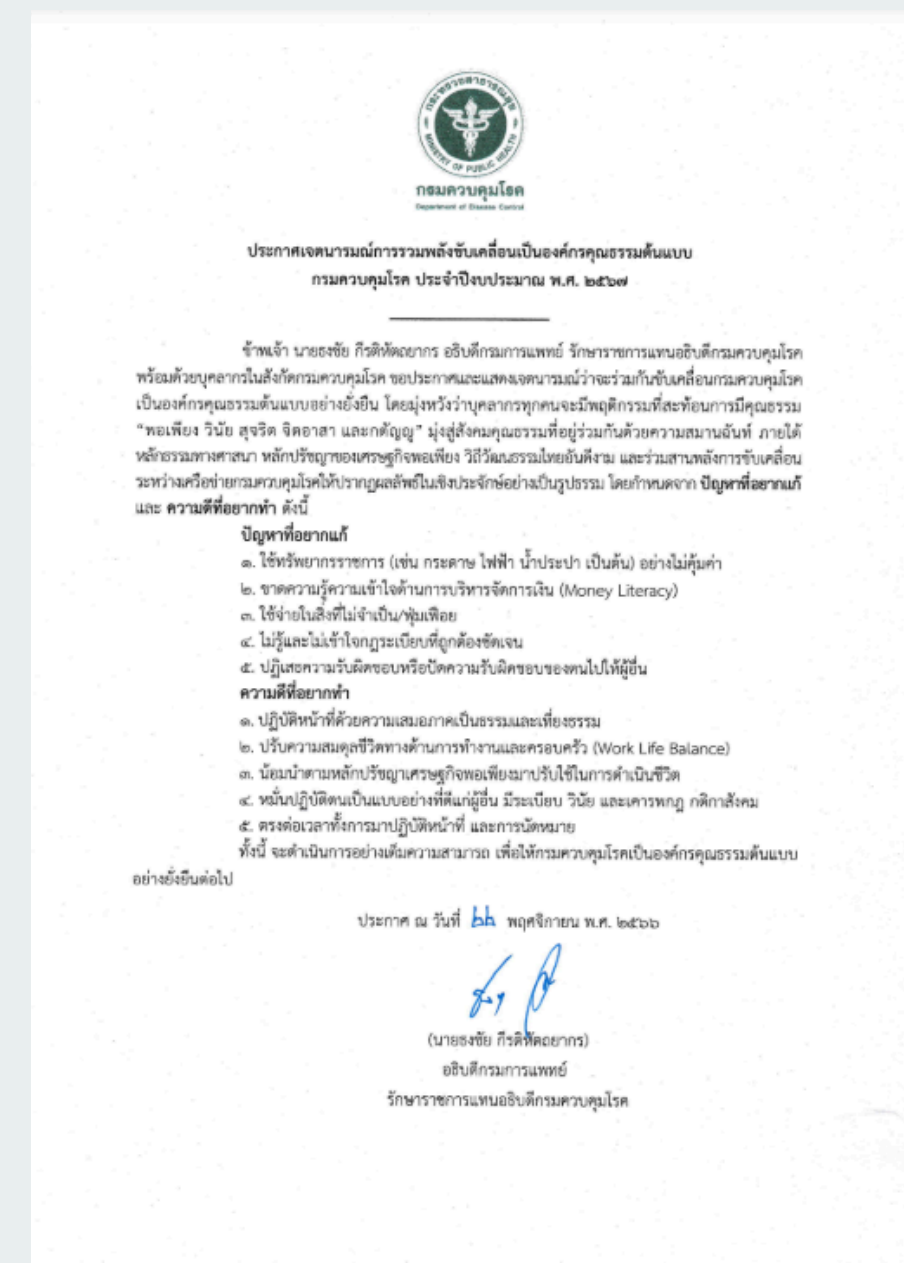 กระทรวงสาธารณสุข
MINISTRY OF PUBLIC HEALTH
กรมควบคุมโรค
Department of Disease Control
ประกาศเจตนารมณ์การรวมพลังขับเคลื่อนเป็นองค์กรคุณธรรมต้นแบบ
กรมควบคุมโรค ประจำปีงบประมาณ พ.ศ. ๒๕๖๗
ข้าพเจ้า นายธงชัย กีรติหัตถยากร อธิบดีกรมการแพทย์ รักษาราชการแทนอธิบดีกรมควบคุมโรค
พร้อมด้วยบุคลากรในสังกัดกรมควบคุมโรค ขอประกาศและแสดงเจตนารมณ์ว่าจะร่วมกันขับเคลื่อนกรมควบคุมโรค
เป็นองค์กรคุณธรรมต้นแบบอย่างยั่งยืน โดยมุ่งหวังว่าบุคลากรทุกคนจะมีพฤติกรรมที่สะท้อนการมีคุณธรรม
“พอเพียง วินัย สุจริต จิตอาสา และกตัญญู” มุ่งสู่สังคมคุณธรรมที่อยู่ร่วมกันด้วยความสมานฉันท์ ภายใต้
หลักธรรมทางศาสนา หลักปรัชญาของเศรษฐกิจพอเพียง วิถีวัฒนธรรมไทยอันดีงาม และร่วมสานพลังการขับเคลื่อน
ระหว่างเครือข่ายกรมควบคุมโรคให้ปรากฏผลลัพธ์ในเชิงประจักษ์อย่างเป็นรูปธรรม โดยกำหนดจาก ปัญหาที่อยากแก้
และ ความดีที่อยากทำ ดังนี้
ปัญหาที่อยากแก้
๑. ใช้ทรัพยากรราชการ (เช่น กระดาษ ไฟฟ้า น้ำประปา เป็นต้น) อย่างไม่คุ้มค่า
๒. ขาดความรู้ความเข้าใจด้านการบริหารจัดการเงิน (Money Literacy)
๓. ใช้จ่ายในสิ่งที่ไม่จำเป็น/ฟุ่มเฟือย
๔. ไม่รู้และไม่เข้าใจกฎระเบียบที่ถูกต้องชัดเจน
๕. ปฏิเสธความรับผิดชอบหรือปัดความรับผิดชอบของตนไปให้ผู้อื่น
ความดีที่อยากทำ
๑. ปฏิบัติหน้าที่ด้วยความเสมอภาคเป็นธรรมและเที่ยงธรรม
๒. ปรับความสมดุลชีวิตทางด้านการทำงานและครอบครัว (Work Life Balance)
๓. น้อมนำตามหลักปรัชญาเศรษฐกิจพอเพียงมาปรับใช้ในการดำเนินชีวิต
๔. หมั่นปฏิบัติตนเป็นแบบอย่างที่ดีแก่ผู้อื่น มีระเบียบ วินัย และเคารพกฎ กติกาสังคม
๕. ตรงต่อเวลาทั้งการมาปฏิบัติหน้าที่ และการนัดหมาย
ทั้งนี้ จะดำเนินการอย่างเต็มความสามารถ เพื่อให้กรมควบคุมโรคเป็นองค์กรคุณธรรมต้นแบบ
อย่างยั่งยืนต่อไป
ประกาศ ณ วันที่ ๒๒ พฤศจิกายน พ.ศ. ๒๕๖๖
(นายธงชัย กีรติหัตถยากร)
อธิบดีกรมการแพทย์
รักษาราชการแทนอธิบดีกรมควบคุมโรค